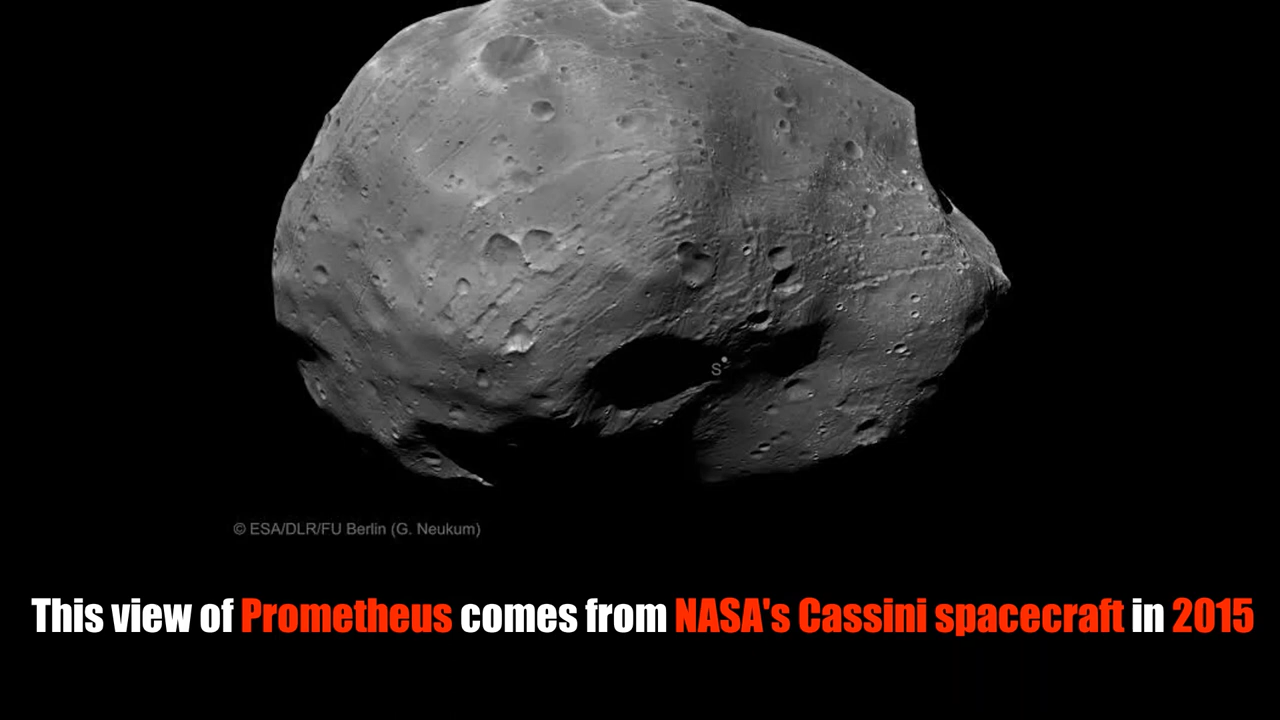 S
© ESA/DLR/FU Berlin (G. Neukum)
This view of Prometheus comes from NASA's Cassini spacecraft in 2015